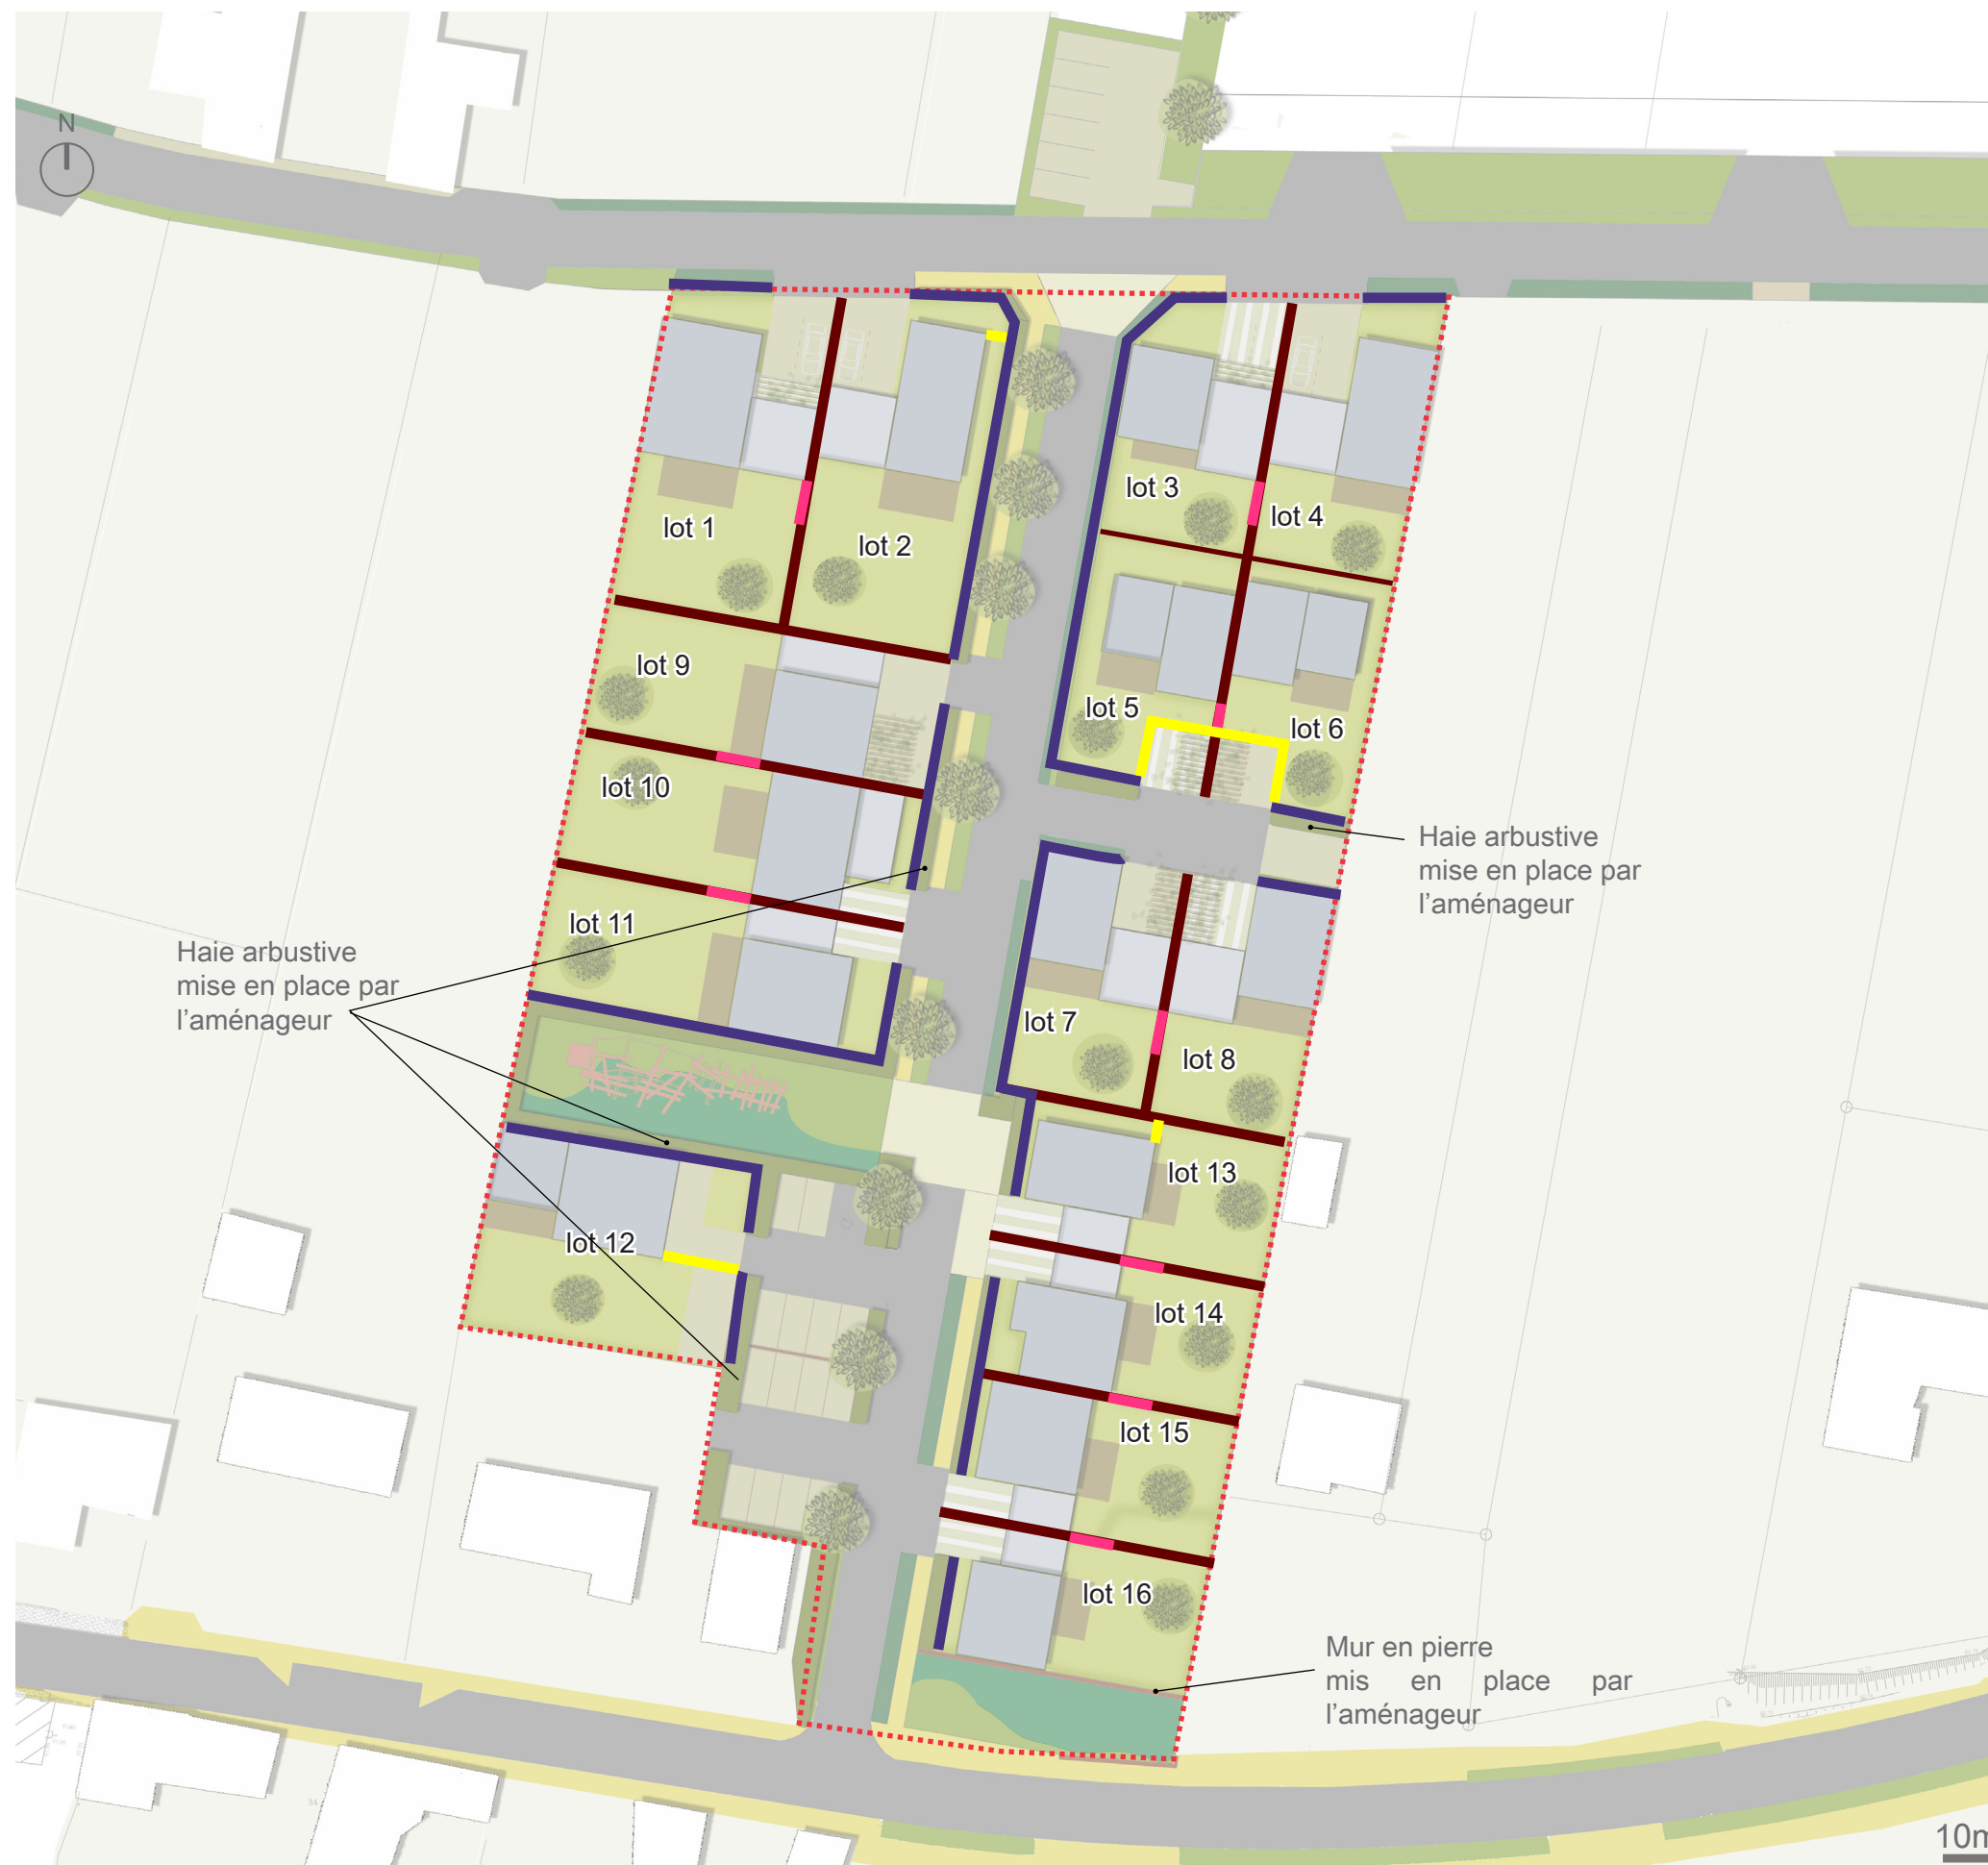 N
lot 1
lot 2
lot 3
lot 4
lot 5
lot 6
lot 9
lot 10
lot 11
lot 7
lot 8
lot 12
lot 13
lot 14
lot 15
lot 16
Haie arbustive
mise en place par
l’aménageur
Haie arbustive
mise en place par
l’aménageur
Mur en pierre
mis en place par
l’aménageur
10m